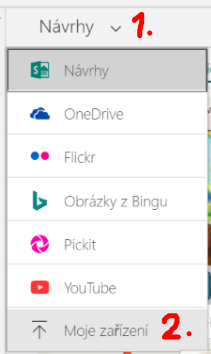 Návrhy 1.
Návrhy
OneDrive
Flickr
Obrázky z Bingu
Pickit
YouTube
Moje zařízení 2.